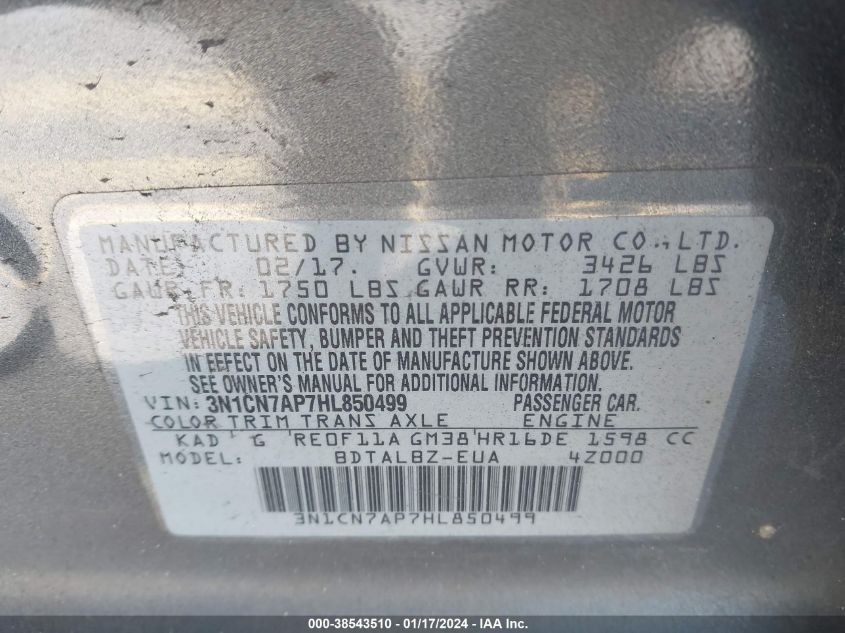 MANUFACTURED BY NISSAN MOTOR CO., LTD.
DATE: 02/17. GVWR: 3426 LBS
GAWR FR: 1750 LBS GAWR RR: 1708 LBS
THIS VEHICLE CONFORMS TO ALL APPLICABLE FEDERAL MOTOR
VEHICLE SAFETY, BUMPER AND THEFT PREVENTION STANDARDS
IN EFFECT ON THE DATE OF MANUFACTURE SHOWN ABOVE.
SEE OWNER'S MANUAL FOR ADDITIONAL INFORMATION.
VIN: 3N1CN7AP7HL850499 PASSENGER CAR.
COLOR TRIM TRANS AXLE ENGINE
KAD G RE0F11A GM38 HR16DE 1598 CC
MODEL: BDTALBZ-EUA 4Z000
3N1CN7AP7HL850499
000-38543510 | 01/17/2024 | © IAA, Inc.